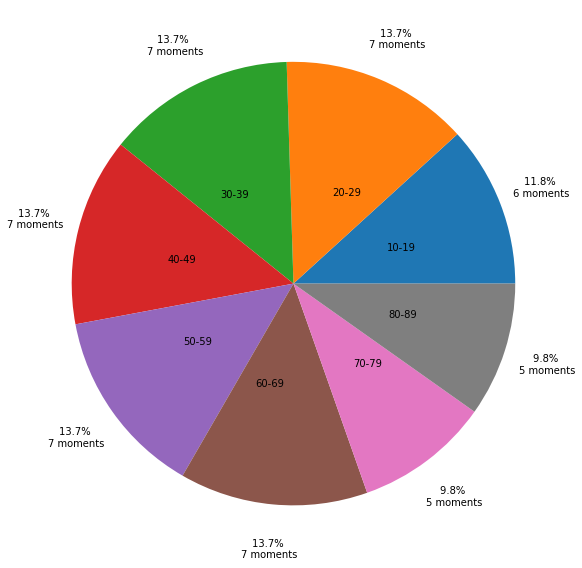 13.7%
7 moments
13.7%
7 moments
30-39
20-29
11.8%
6 moments
13.7%
7 moments
40-49
10-19
50-59
80-89
9.8%
5 moments
60-69
70-79
13.7%
7 moments
9.8%
5 moments
13.7%
7 moments